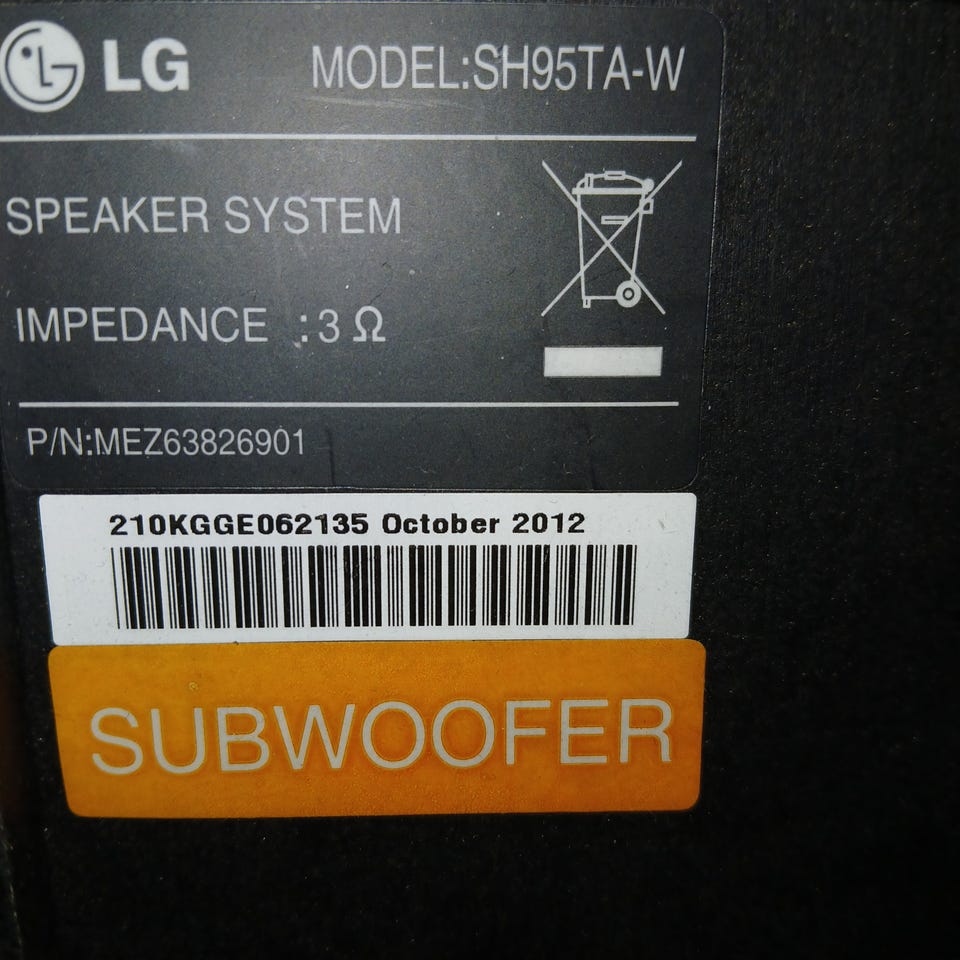 LG MODEL:SH95TA-W
SPEAKER SYSTEM
IMPEDANCE :3 Ω
P/N:MEZ63826901
210KGGE062135 October 2012
SUBWOOFER